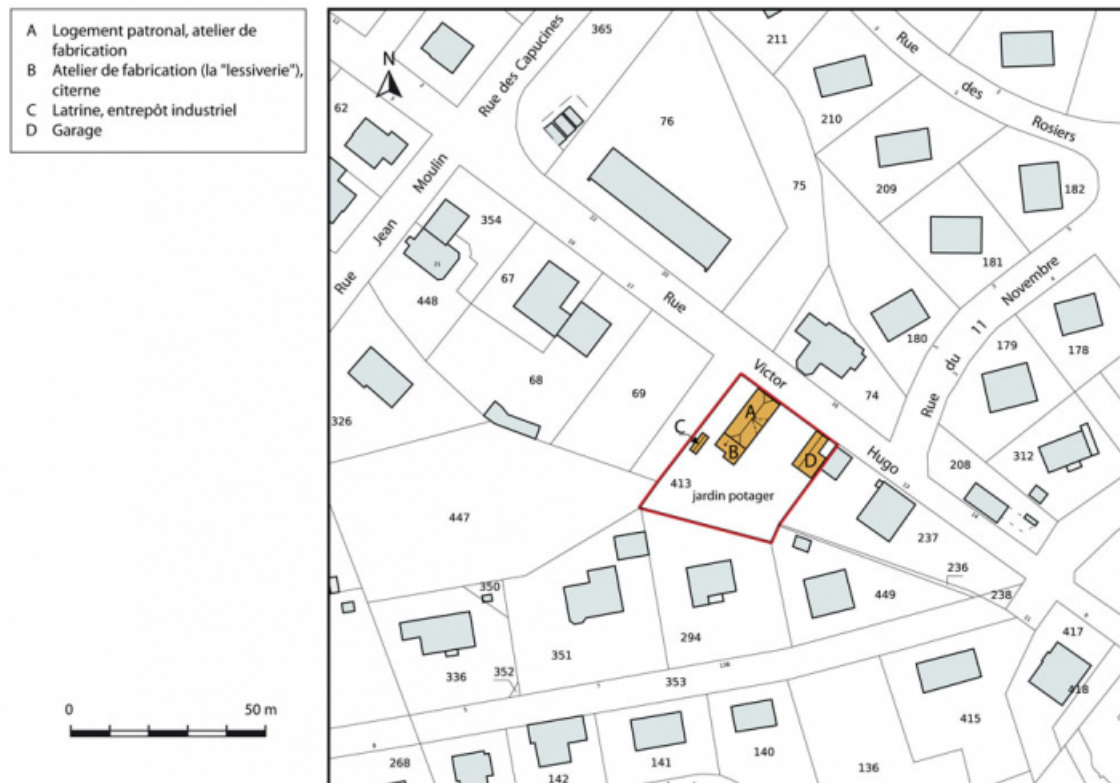 A Logement patronal, atelier de
fabrication
B Atelier de fabrication (la "lessiverie"),
citerne
C Latrine, entrepôt industriel
D Garage
0 50 m
N
365
211
Rue
des
Rosiers
Rue des Capucines
62
76
210
209
182
75
Rue Jean Moulin
354
181
67
448
Rue
Victor
Hugo
180
Rue du 11 Novembre
179
178
68
69
74
326
A
C
B
D
413
jardin potager
208
312
447
237
236
238
449
350
351
294
336
352
353
417
418
415
268
142
141
140
136